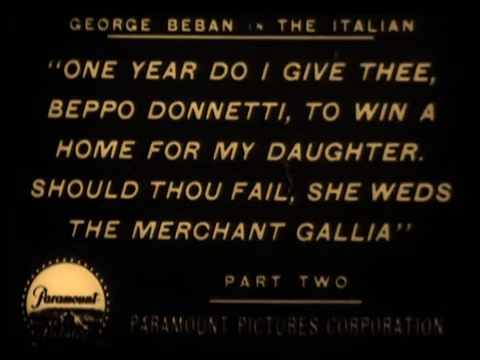 GEORGE BEBAN IN THE ITALIAN
"ONE YEAR DO I GIVE THEE,
BEPPO DONNETTI, TO WIN A
HOME FOR MY DAUGHTER.
SHOULD THOU FAIL, SHE WEDS
THE MERCHANT GALLIA"
PART TWO
Paramount
Pictures
PARAMOUNT PICTURES CORPORATION